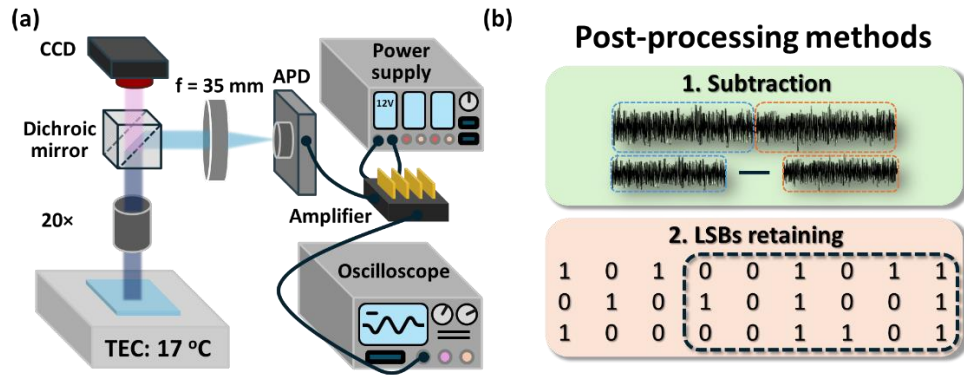 (a)
CCD
f = 35 mm
APD
Power
supply
12V
Dichroic
mirror
20×
Amplifier
Oscilloscope
TEC: 17 °C
(b)
Post-processing methods
1. Subtraction
2. LSBs retaining
1 0 1 0 0 1 0 1 1
0 1 0 1 0 1 0 0 1
1 0 0 0 0 1 1 0 1